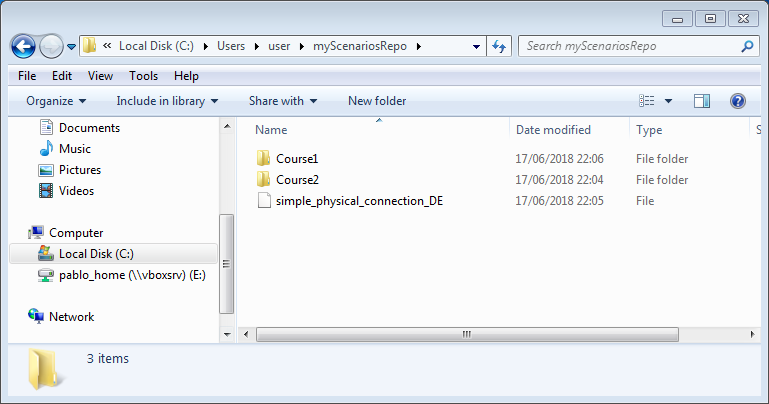 Local Disk (C:) Users user myScenariosRepo Search myScenariosRepo
File Edit View Tools Help
Organize Include in library Share with New folder
Documents
Music
Pictures
Videos
Computer
Local Disk (C:)
pablo_home (\\vboxsrv) (E:)
Network
Name Date modified Type S
Course1 17/06/2018 22:06 File folder
Course2 17/06/2018 22:04 File folder
simple_physical_connection_DE 17/06/2018 22:05 File
3 items